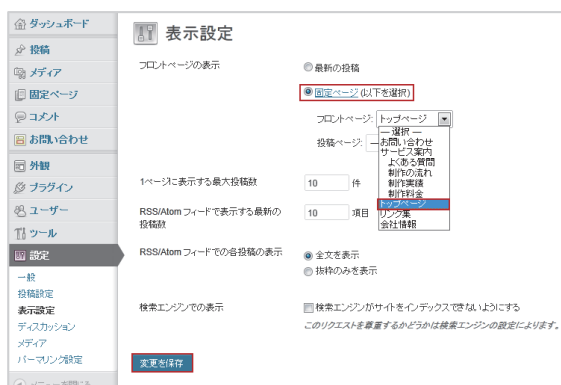 ダッシュボード
投稿
メディア
固定ページ
コメント
お問い合わせ
外観
プラグイン
ユーザー
ツール
設定
一般
投稿設定
表示設定
ディスカッション
メディア
パーマリンク設定
メニューを閉じる
表示設定
フロントページの表示
最新の投稿
固定ページ (以下を選択)
フロントページ: トップページ
投稿ページ: —
— 選択 —
お問い合わせ
サービス案内
よくある質問
制作の流れ
制作実績
制作料金
トップページ
リンク集
会社情報
1ページに表示する最大投稿数
10 件
RSS/Atom フィードで表示する最新の
投稿数
10 項目
RSS/Atom フィードでの各投稿の表示
全文を表示
抜粋のみを表示
検索エンジンでの表示
検索エンジンがサイトをインデックスできないようにする
このリクエストを尊重するかどうかは検索エンジンの設定によります。
変更を保存